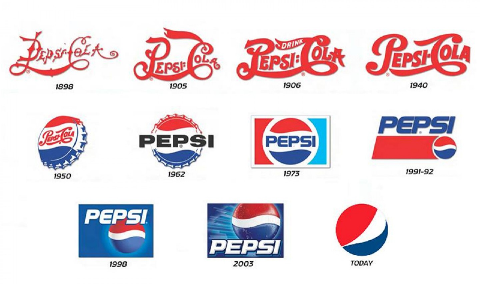 PEPSI-COLA
PEPSI-COLA
DRINK
PEPSI:COLA
PEPSI-COLA
1898
1905
1906
1940
PEPSI-COLA
PEPSI
PEPSI
PEPSI
1950
1962
1973
1991-92
PEPSI
PEPSI
1998
2003
TODAY